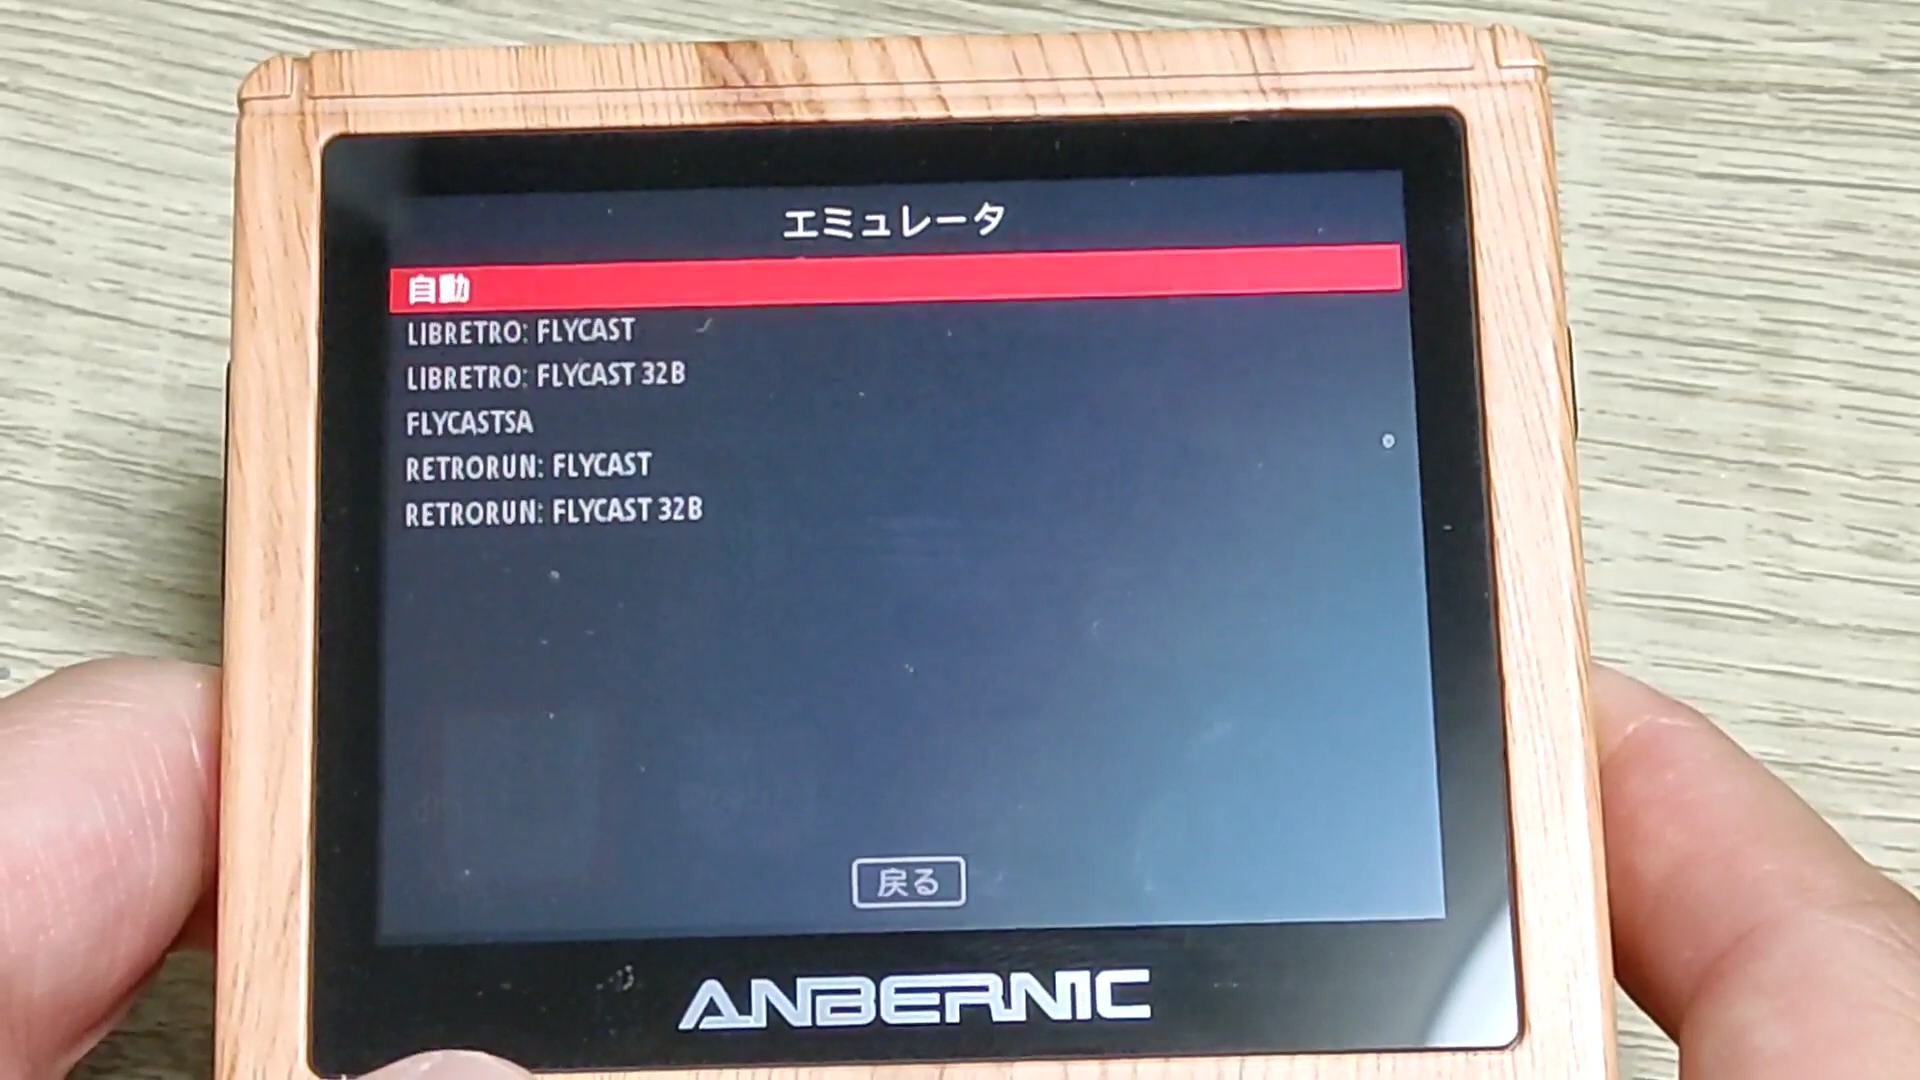 エミュレータ
自動
LIBRETRO: FLYCAST
LIBRETRO: FLYCAST 32B
FLYCASTSA
RETRORUN: FLYCAST
RETRORUN: FLYCAST 32B
戻る
ANBERNIC